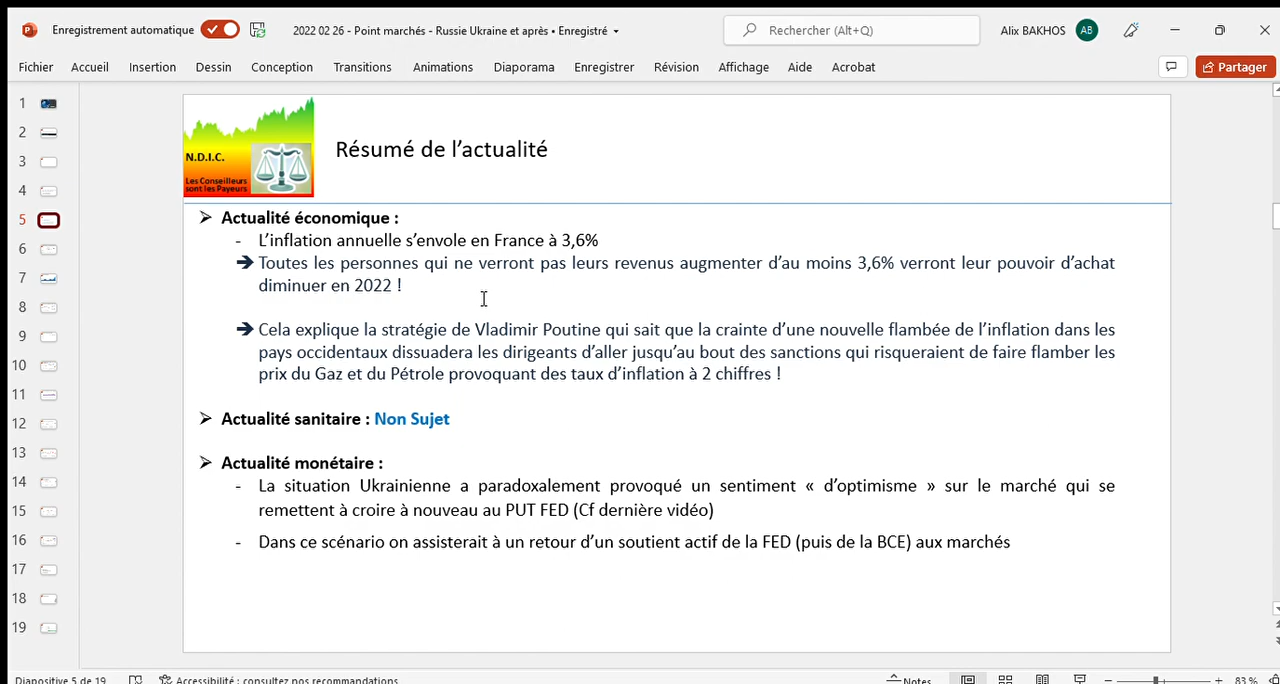 Enregistrement automatique
2022 02 26 - Point marchés - Russie Ukraine et après • Enregistré
Rechercher (Alt+Q)
Alix BAKHOS
AB
Fichier Accueil Insertion Dessin Conception Transitions Animations Diaporama Enregistrer Révision Affichage Aide Acrobat
Partager
1
2
3
4
5
6
7
8
9
10
11
12
13
14
15
16
17
18
19
N.D.I.C.
Les Conseilleurs
sont les Payeurs
Résumé de l'actualité
➢ Actualité économique :
- L'inflation annuelle s'envole en France à 3,6%
➔ Toutes les personnes qui ne verront pas leurs revenus augmenter d'au moins 3,6% verront leur pouvoir d'achat
diminuer en 2022 !
➔ Cela explique la stratégie de Vladimir Poutine qui sait que la crainte d'une nouvelle flambée de l'inflation dans les
pays occidentaux dissuadera les dirigeants d'aller jusqu'au bout des sanctions qui risqueraient de faire flamber les
prix du Gaz et du Pétrole provoquant des taux d'inflation à 2 chiffres !
➢ Actualité sanitaire : Non Sujet
➢ Actualité monétaire :
- La situation Ukrainienne a paradoxalement provoqué un sentiment « d'optimisme » sur le marché qui se
remettent à croire à nouveau au PUT FED (Cf dernière vidéo)
- Dans ce scénario on assisterait à un retour d'un soutient actif de la FED (puis de la BCE) aux marchés
Diapositive 5 de 19
Accessibilité : consultez nos recommandations
Notes
83 %